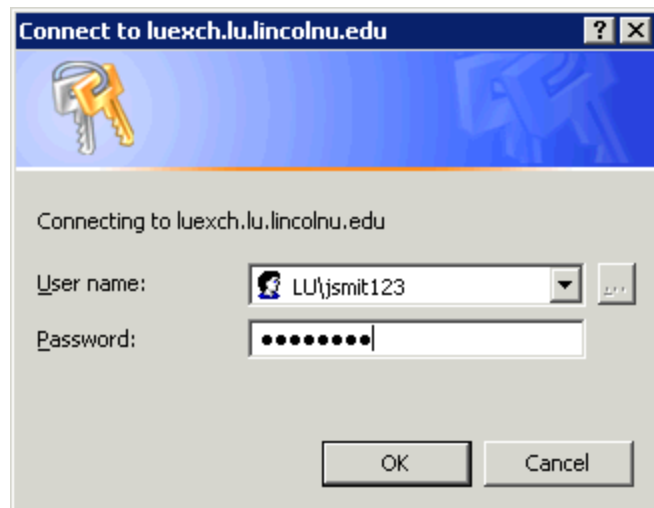 Connect to luexch.lu.lincolnu.edu
Connecting to luexch.lu.lincolnu.edu
User name: LU\jsmit123 ...
Password: ●●●●●●●●
OK Cancel